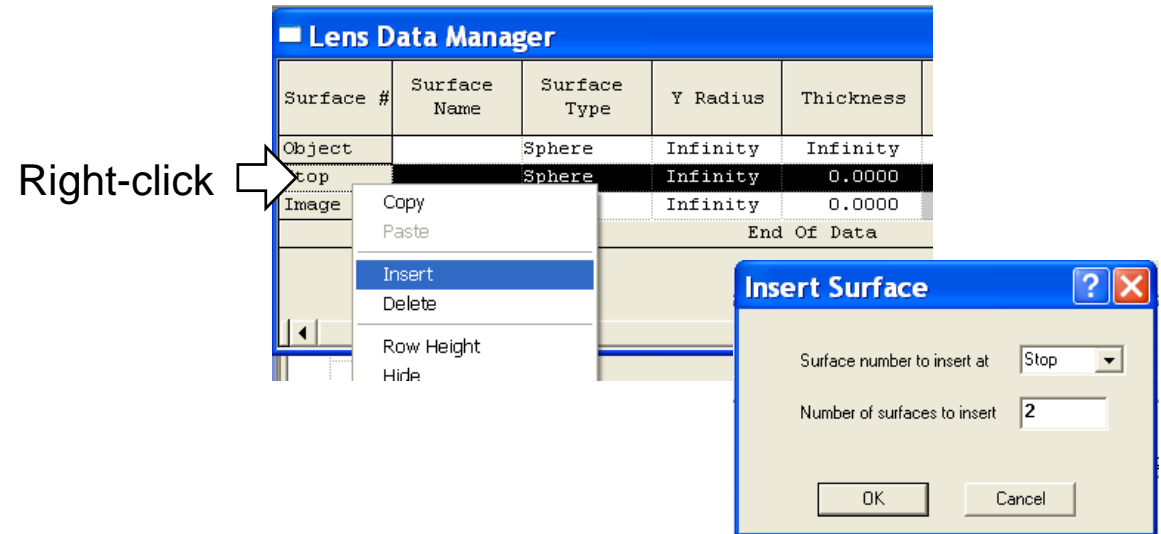 Lens Data Manager
Surface # Surface Name Surface Type Y Radius Thickness
Object Sphere Infinity Infinity
Right-click
top Sphere Infinity 0.0000
Image Infinity 0.0000
End Of Data
Copy
Paste
Insert
Delete
Row Height
Hide
Insert Surface
Surface number to insert at Stop
Number of surfaces to insert 2
OK Cancel